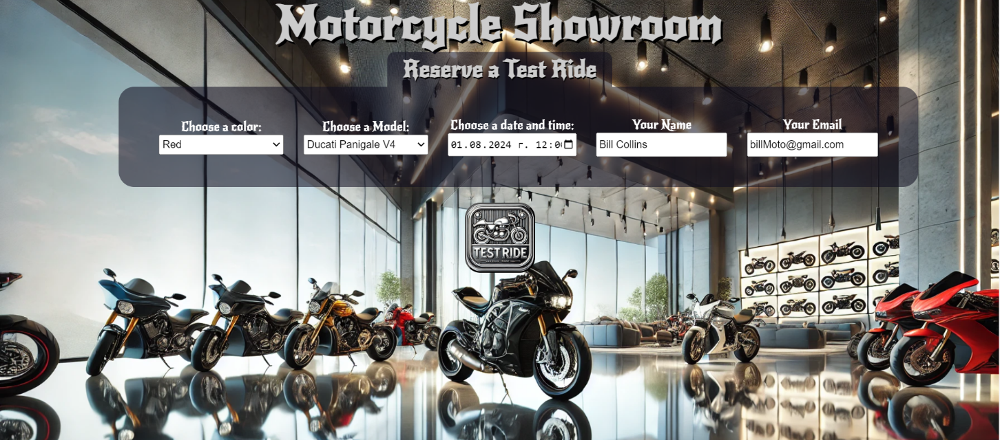 Motorcycle Showroom
Reserve a Test Ride
Choose a color: Choose a Model: Choose a date and time: Your Name Your Email
Red Ducati Panigale V4 01.08.2024 г. 12:0 Bill Collins billMoto@gmail.com
TEST RIDE